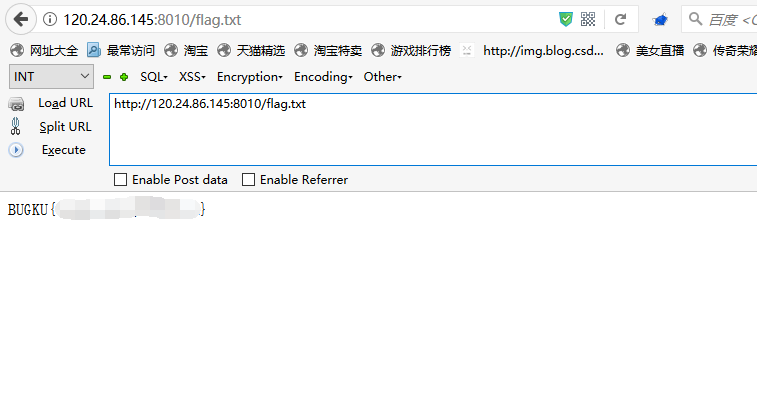 120.24.86.145:8010/flag.txt
百度 <C
网址大全 最常访问 淘宝 天猫精选 淘宝特卖 游戏排行榜 http://img.blog.csd... 美女直播 传奇荣耀
INT SQL XSS Encryption Encoding Other
Load URL http://120.24.86.145:8010/flag.txt
Split URL
Execute
Enable Post data Enable Referrer
BUGKU{ }